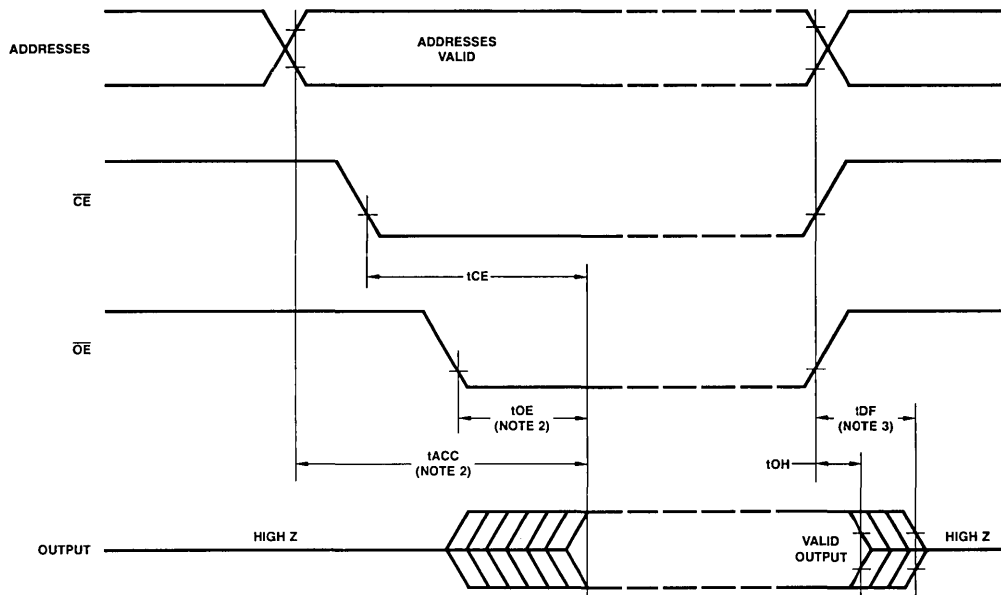 ADDRESSES
ADDRESSES
VALID
CE
tCE
OE
tOE
(NOTE 2)
tDF
(NOTE 3)
tACC
(NOTE 2)
tOH
OUTPUT
HIGH Z
VALID
OUTPUT
HIGH Z